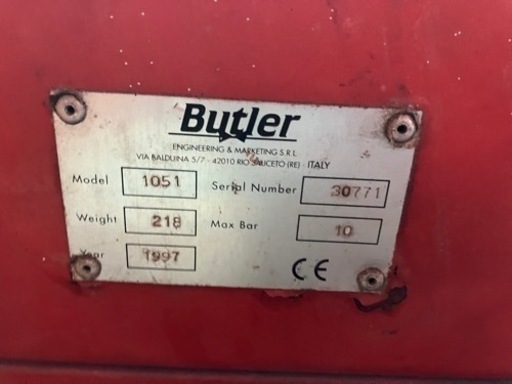 Butler
ENGINEERING & MARKETING S.R.L.
VIA BALDUINA 5/7 - 42010 RIO SALICETO (RE) - ITALY
Model 1051 Serial Number 30771
Weight 218 Max Bar 10
Year 1997 CE